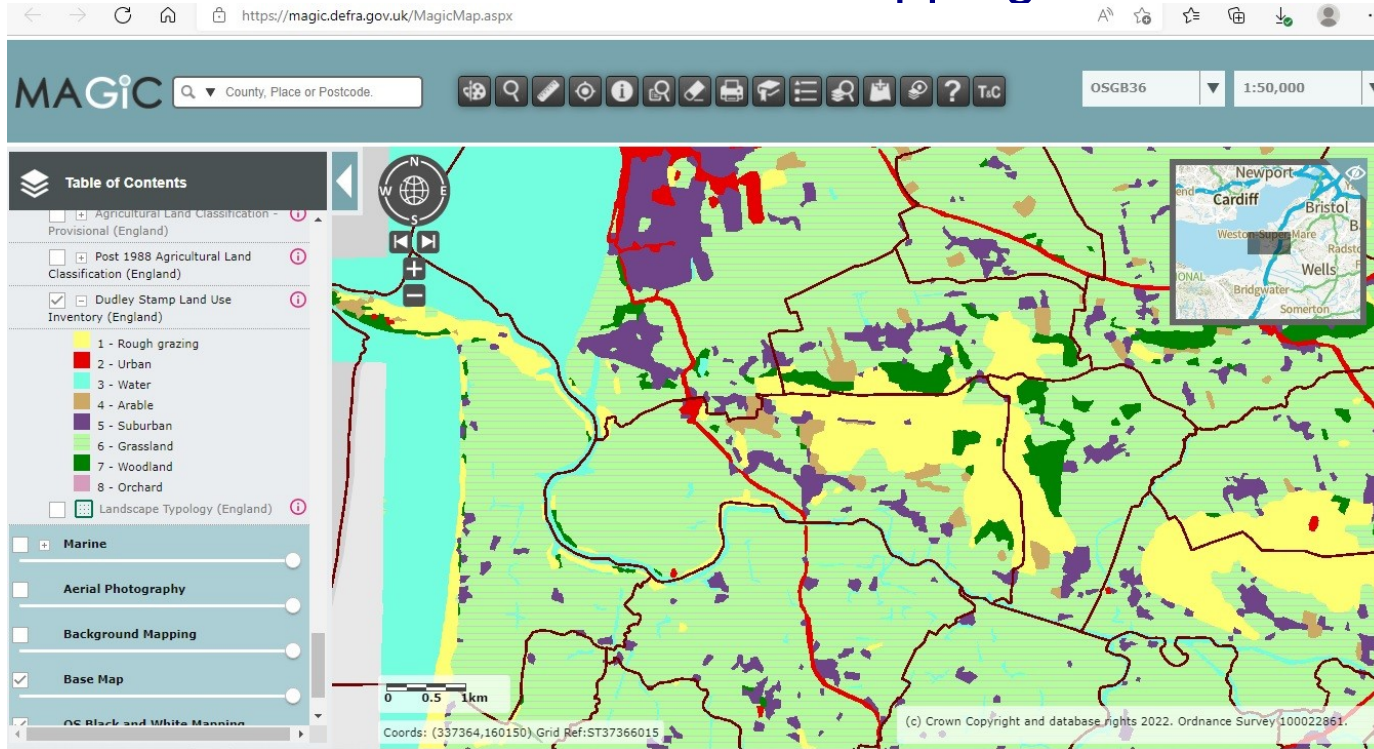 https://magic.defra.gov.uk/MagicMap.aspx
MAGiC
County, Place or Postcode.
T&C
OSGB36
1:50,000
Table of Contents
Agricultural Land Classification -
Provisional (England)
Post 1988 Agricultural Land
Classification (England)
Dudley Stamp Land Use
Inventory (England)
1 - Rough grazing
2 - Urban
3 - Water
4 - Arable
5 - Suburban
6 - Grassland
7 - Woodland
8 - Orchard
Landscape Typology (England)
Marine
Aerial Photography
Background Mapping
Base Map
OS Black and White Mapping
N
W
E
S
Newport
Cardiff
Bristol
Weston-Super-Mare
Wells
Bridgwater
Somerton
0 0.5 1km
Coords: (337364,160150) Grid Ref:ST37366015
(c) Crown Copyright and database rights 2022. Ordnance Survey 100022861.